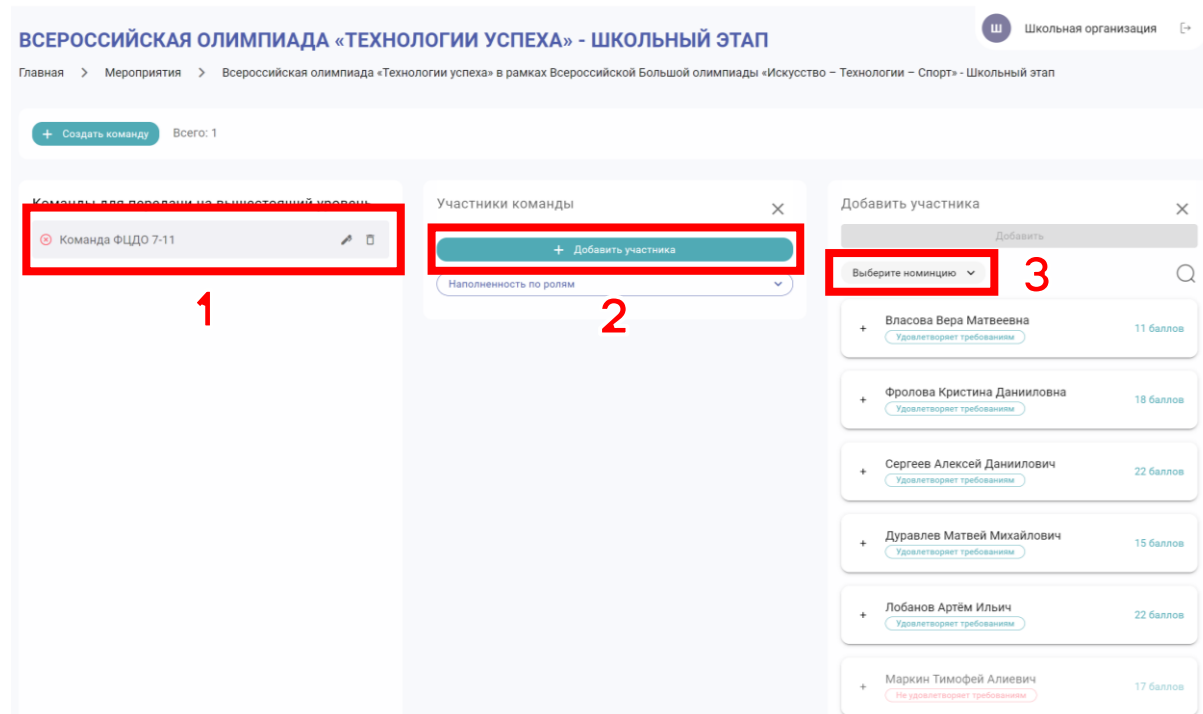 Ш Школьная организация
ВСЕРОССИЙСКАЯ ОЛИМПИАДА «ТЕХНОЛОГИИ УСПЕХА» - ШКОЛЬНЫЙ ЭТАП
Главная > Мероприятия > Всероссийская олимпиада «Технологии успеха» в рамках Всероссийской Большой олимпиады «Искусство – Технологии – Спорт» - Школьный этап
+ Создать команду Всего: 1
Команды для передачи на вышестоящий уровень
Команда ФЦДО 7-11
1
Участники команды
+ Добавить участника
Наполненность по ролям
2
Добавить участника
Добавить
Выберите номинцию
3
+ Власова Вера Матвеевна 11 баллов
Удовлетворяет требованиям
+ Фролова Кристина Данииловна 18 баллов
Удовлетворяет требованиям
+ Сергеев Алексей Даниилович 22 баллов
Удовлетворяет требованиям
+ Дуравлев Матвей Михайлович 15 баллов
Удовлетворяет требованиям
+ Лобанов Артём Ильич 22 баллов
Удовлетворяет требованиям
+ Маркин Тимофей Алиевич 17 баллов
Не удовлетворяет требованиям